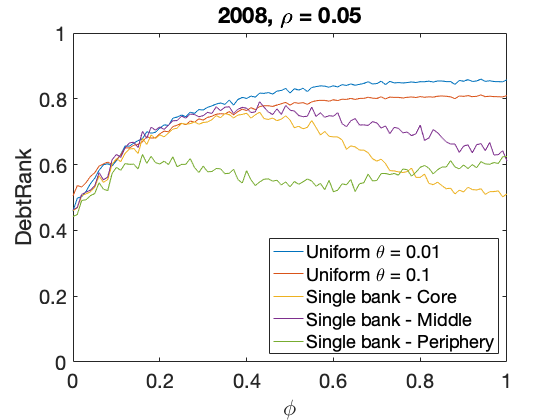 2008, ρ = 0.05
1
0.8
0.6
0.4
0.2
0
DebtRank
0
0.2
0.4
0.6
0.8
1
ϕ
Uniform θ = 0.01
Uniform θ = 0.1
Single bank - Core
Single bank - Middle
Single bank - Periphery